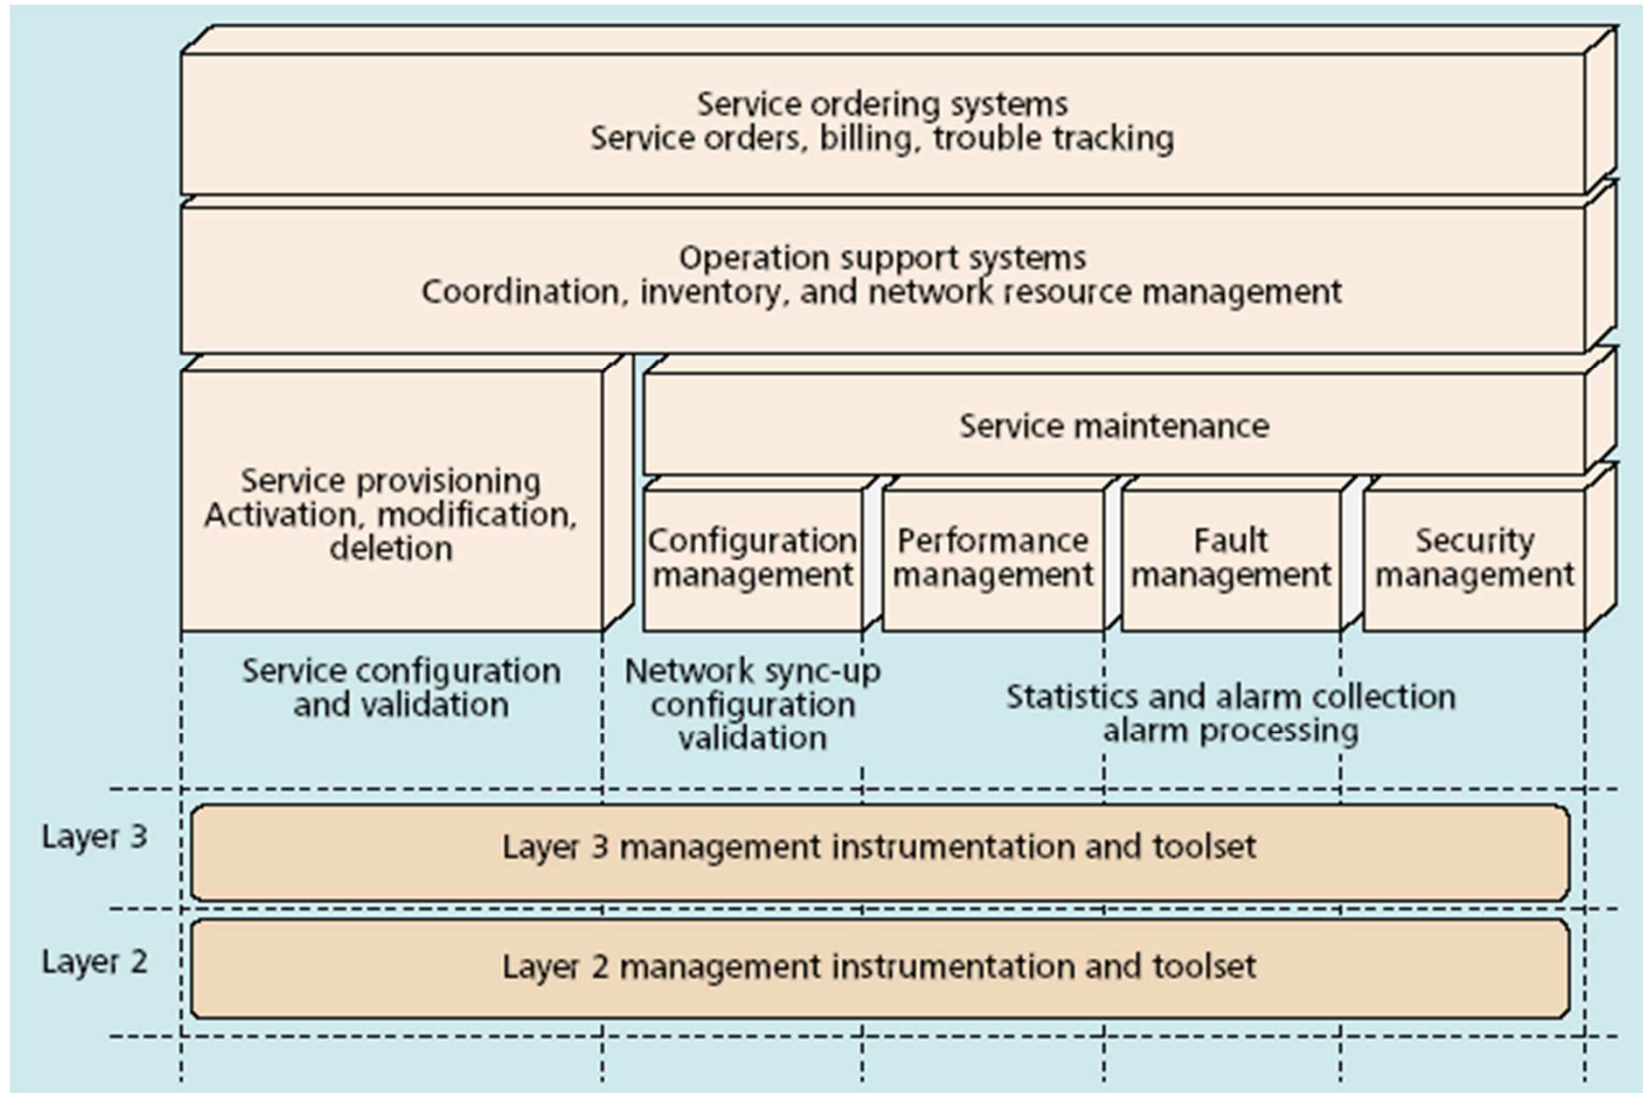 Service ordering systems
Service orders, billing, trouble tracking
Operation support systems
Coordination, inventory, and network resource management
Service provisioning
Activation, modification,
deletion
Service maintenance
Configuration
management
Performance
management
Fault
management
Security
management
Service configuration
and validation
Network sync-up
configuration
validation
Statistics and alarm collection
alarm processing
Layer 3
Layer 3 management instrumentation and toolset
Layer 2
Layer 2 management instrumentation and toolset